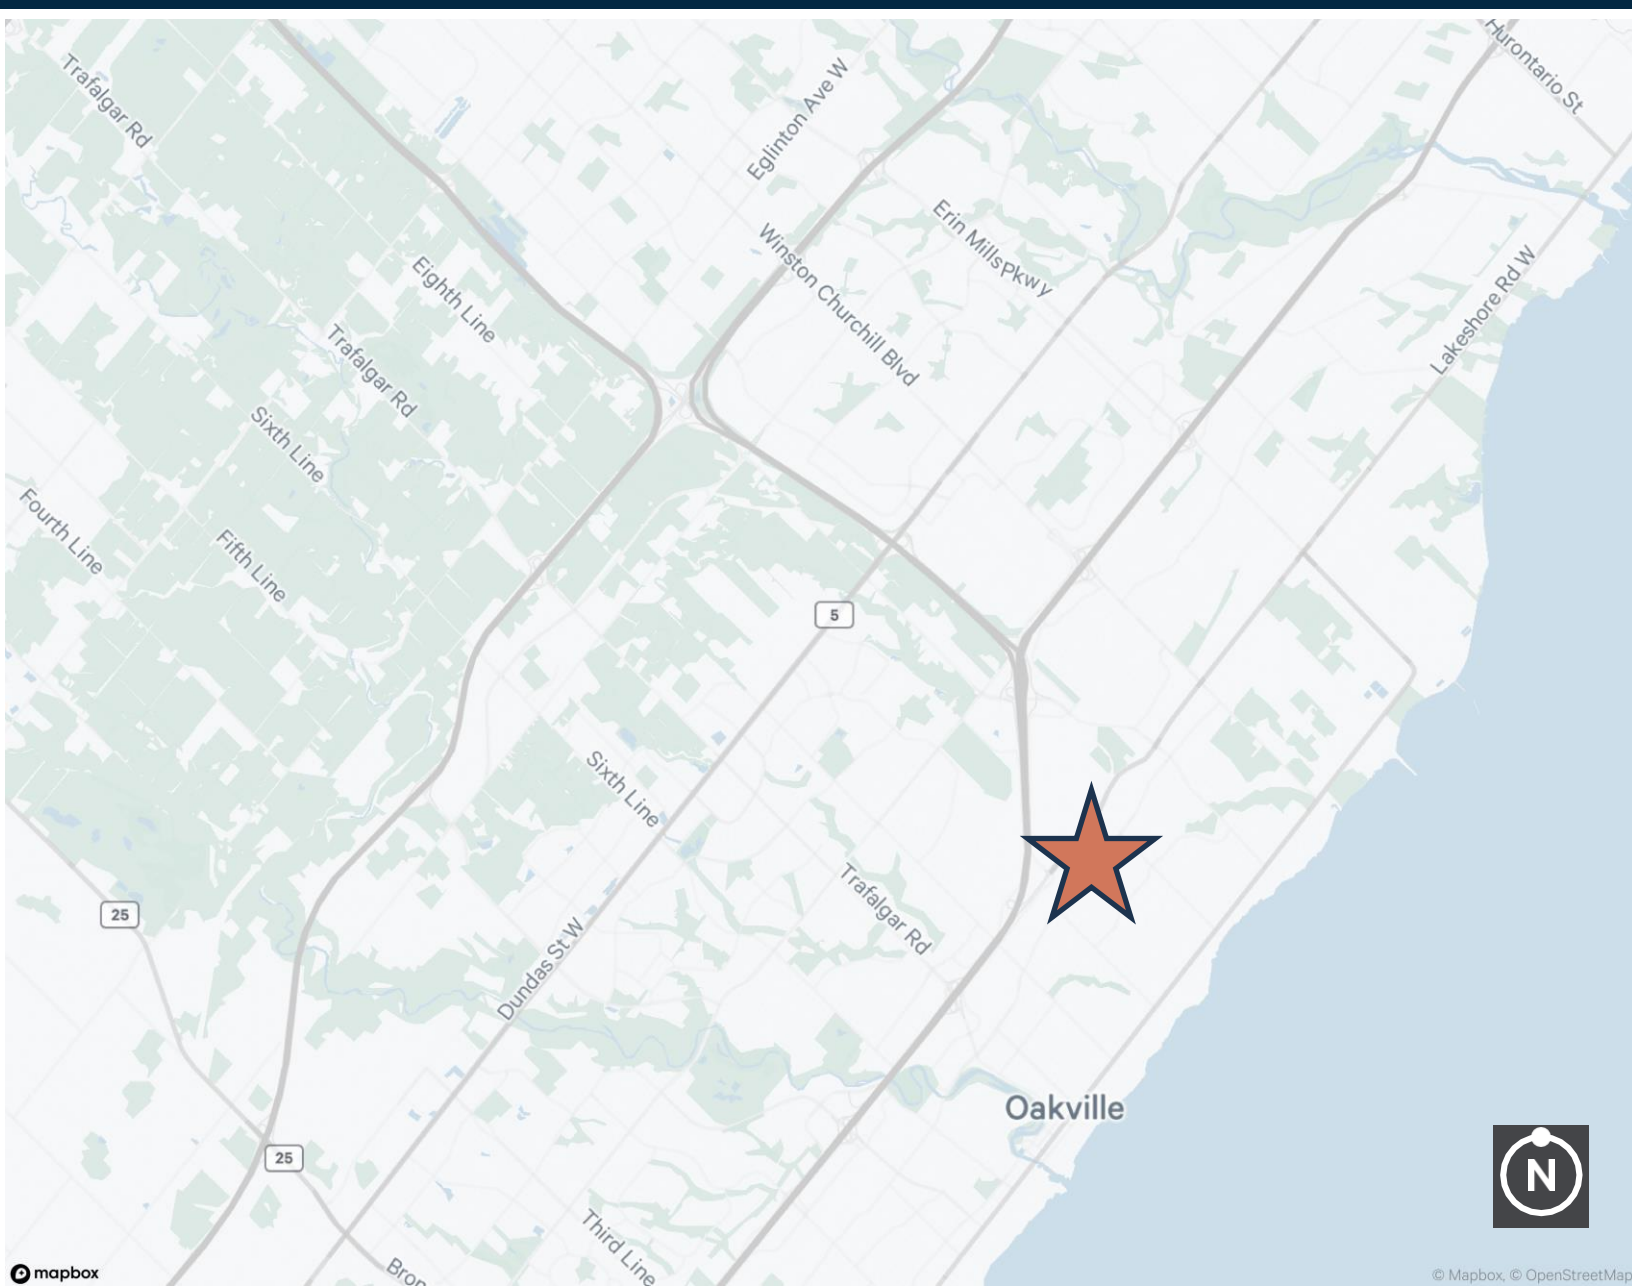 Hurontario St
Trafalgar Rd
Eglinton Ave W
Erin Mills Pkwy
Winston Churchill Blvd
Lakeshore Rd W
Eighth Line
Trafalgar Rd
Sixth Line
Fourth Line
Fifth Line
5
Sixth Line
Trafalgar Rd
25
Dundas St W
Oakville
25
N
Third Line
mapbox
© Mapbox, © OpenStreetMap